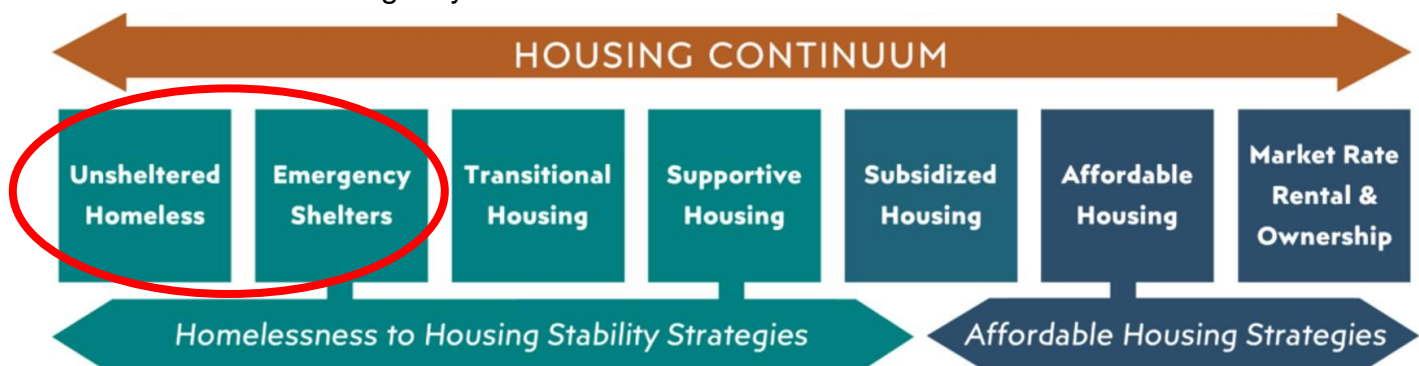 HOUSING CONTINUUM
Unsheltered
Homeless
Emergency
Shelters
Transitional
Housing
Supportive
Housing
Subsidized
Housing
Affordable
Housing
Market Rate
Rental &
Ownership
Homelessness to Housing Stability Strategies
Affordable Housing Strategies